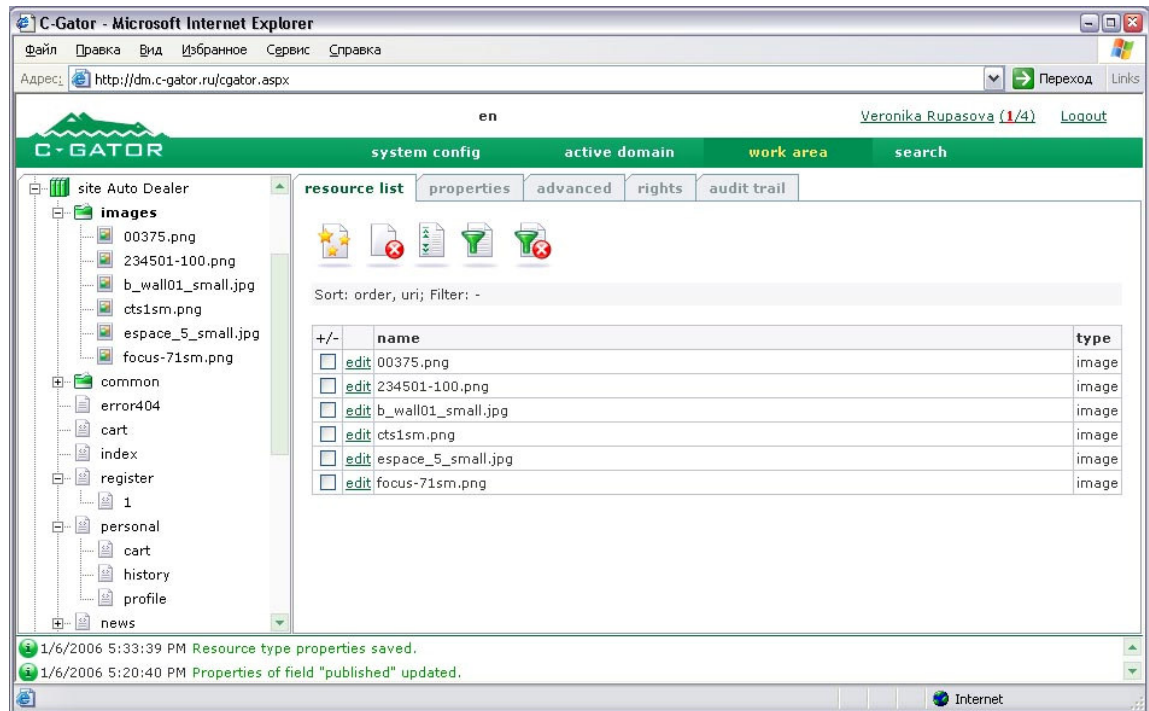 C-Gator - Microsoft Internet Explorer
Файл Правка Вид Избранное Сервис Справка
Адрес: http://dm.c-gator.ru/cgator.aspx Переход Links
en Veronika Rupasova (1/4) Logout
C-GATOR
system config active domain work area search
site Auto Dealer
images
00375.png
234501-100.png
b_wall01_small.jpg
cts1sm.png
espace_5_small.jpg
focus-71sm.png
common
error404
cart
index
register
1
personal
cart
history
profile
news
resource list properties advanced rights audit trail
Sort: order, uri; Filter: -
+/- name type
edit 00375.png image
edit 234501-100.png image
edit b_wall01_small.jpg image
edit cts1sm.png image
edit espace_5_small.jpg image
edit focus-71sm.png image
1/6/2006 5:33:39 PM Resource type properties saved.
1/6/2006 5:20:40 PM Properties of field "published" updated.
Internet